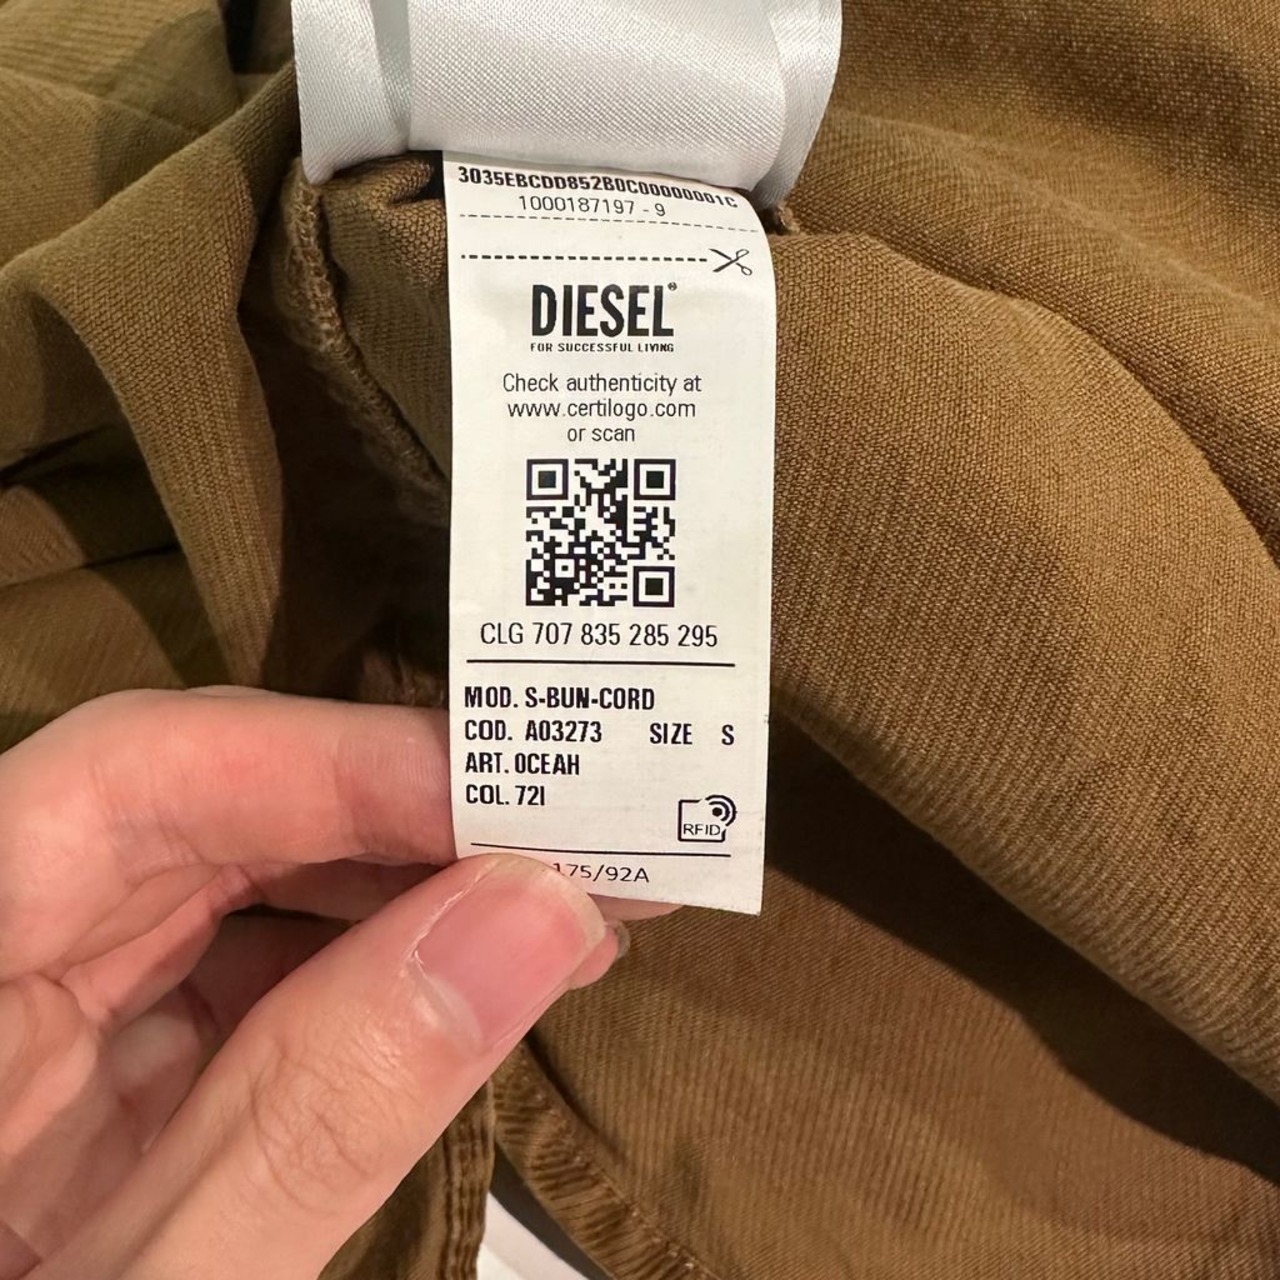 3035EBCDD852B0C00000001C
1000187197 - 9
DIESEL®
FOR SUCCESSFUL LIVING
Check authenticity at
www.certilogo.com
or scan
CLG 707 835 285 295
MOD. S-BUN-CORD
COD. A03273 SIZE S
ART. OCEAH
COL. 72I
RFID
175/92A